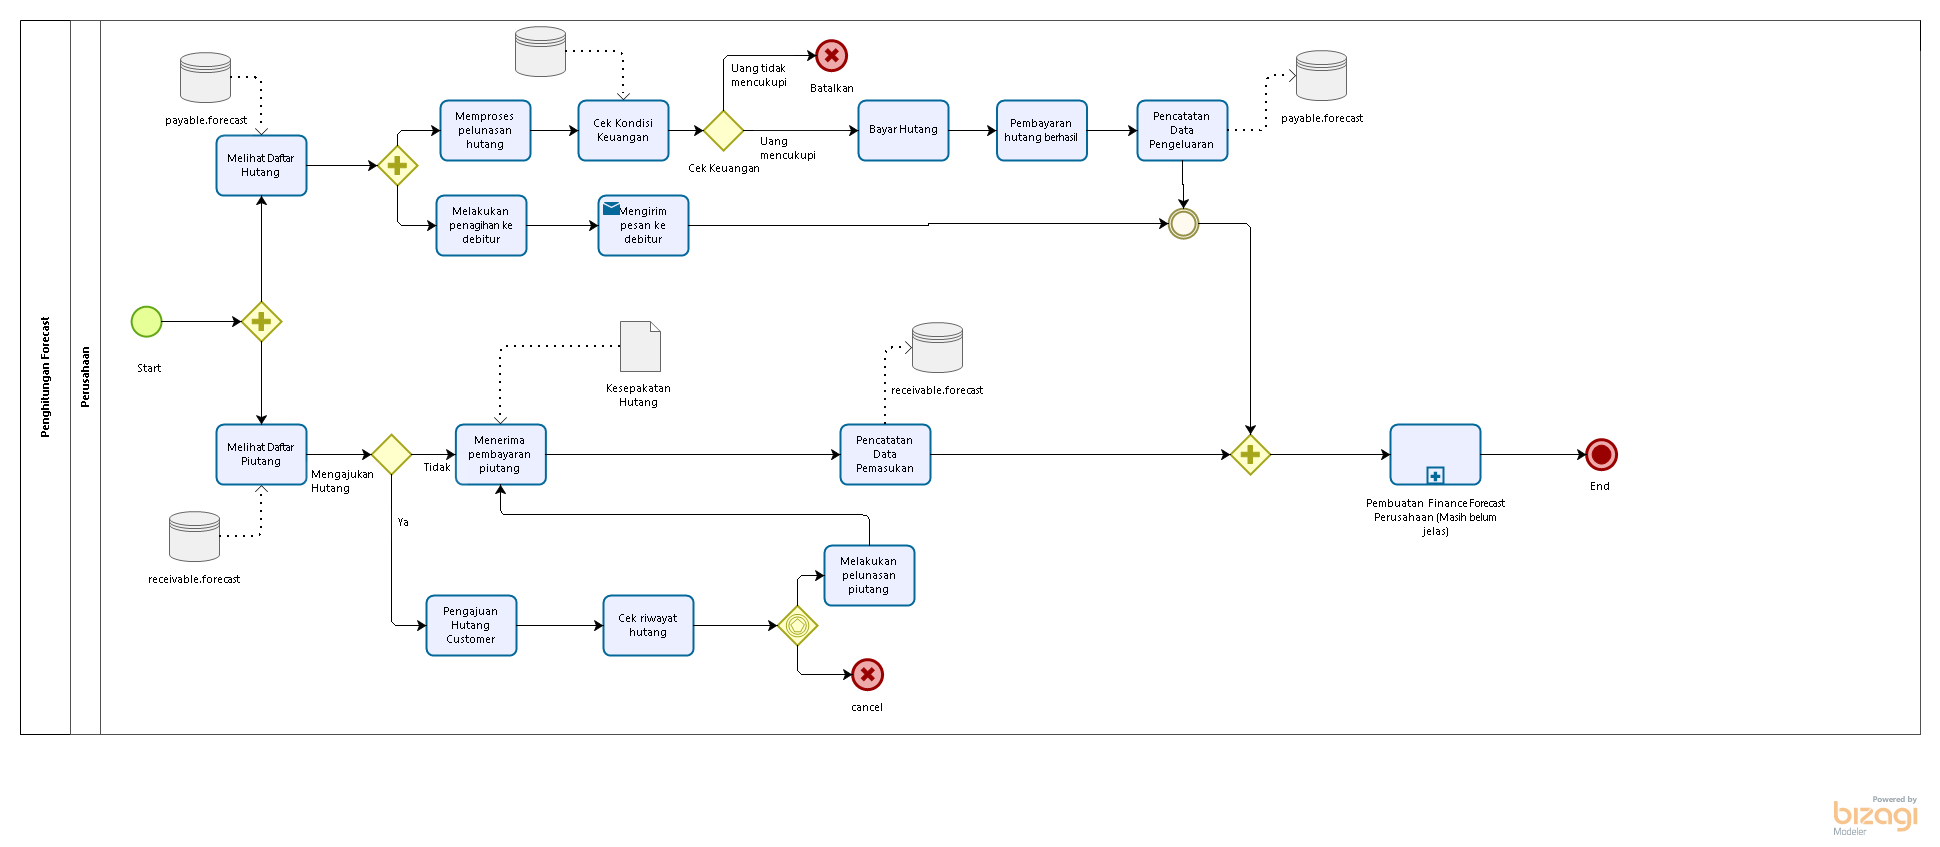 Penghitungan Forecast
Perusahaan
payable.forecast
Melihat Daftar
Hutang
Memproses
pelunasan
hutang
Cek Kondisi
Keuangan
Uang tidak
mencukupi
Batalkan
Cek Keuangan
Uang
mencukupi
Bayar Hutang
Pembayaran
hutang berhasil
Pencatatan
Data
Pengeluaran
payable.forecast
Melakukan
penagihan ke
debitur
Mengirim
pesan ke
debitur
Start
Kesepakatan
Hutang
receivable.forecast
Melihat Daftar
Piutang
Mengajukan
Hutang
Tidak
Menerima
pembayaran
piutang
Pencatatan
Data
Pemasukan
Pembuatan Finance Forecast
Perusahaan (Masih belum
jelas)
End
Ya
receivable.forecast
Melakukan
pelunasan
piutang
Pengajuan
Hutang
Customer
Cek riwayat
hutang
cancel
Powered by
bizagi
Modeler